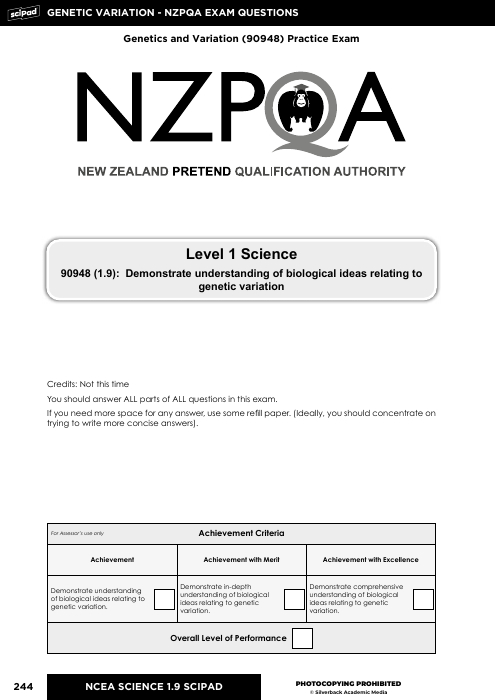 scipad GENETIC VARIATION - NZPQA EXAM QUESTIONS
Genetics and Variation (90948) Practice Exam
NZPQA
NEW ZEALAND PRETEND QUALIFICATION AUTHORITY
Level 1 Science
90948 (1.9): Demonstrate understanding of biological ideas relating to
genetic variation
Credits: Not this time
You should answer ALL parts of ALL questions in this exam.
If you need more space for any answer, use some refill paper. (Ideally, you should concentrate on
trying to write more concise answers).
For Assessor's use only Achievement Criteria
Achievement Achievement with Merit Achievement with Excellence
Demonstrate understanding
of biological ideas relating to
genetic variation.
Demonstrate in-depth
understanding of biological
ideas relating to genetic
variation.
Demonstrate comprehensive
understanding of biological
ideas relating to genetic
variation.
Overall Level of Performance
244 NCEA SCIENCE 1.9 SCIPAD PHOTOCOPYING PROHIBITED
© Silverback Academic Media